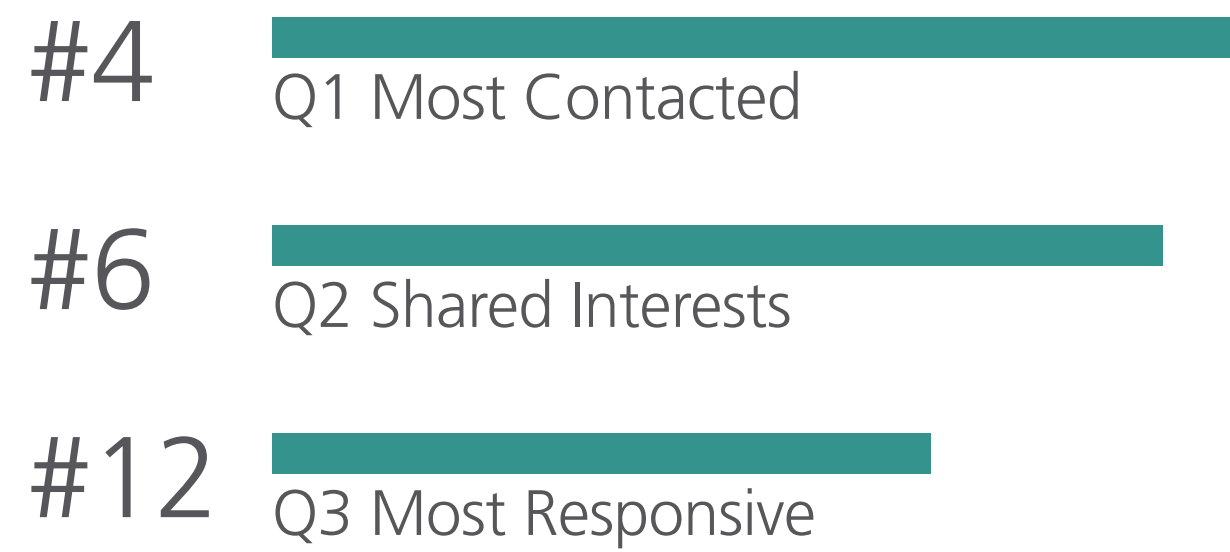 #4
Q1 Most Contacted
#6
Q2 Shared Interests
#12
Q3 Most Responsive